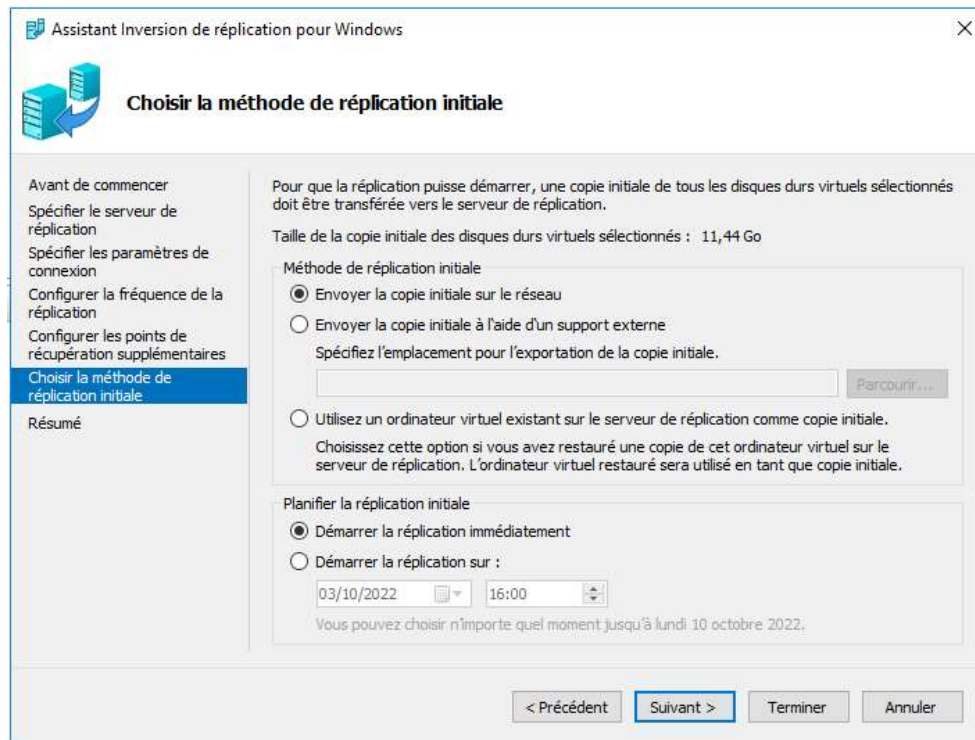 Assistant Inversion de réplication pour Windows
Choisir la méthode de réplication initiale
Avant de commencer
Spécifier le serveur de
réplication
Spécifier les paramètres de
connexion
Configurer la fréquence de la
réplication
Configurer les points de
récupération supplémentaires
Choisir la méthode de
réplication initiale
Résumé
Pour que la réplication puisse démarrer, une copie initiale de tous les disques durs virtuels sélectionnés
doit être transférée vers le serveur de réplication.
Taille de la copie initiale des disques durs virtuels sélectionnés : 11,44 Go
Méthode de réplication initiale
Envoyer la copie initiale sur le réseau
Envoyer la copie initiale à l'aide d'un support externe
Spécifiez l'emplacement pour l'exportation de la copie initiale.
Parcourir...
Utilisez un ordinateur virtuel existant sur le serveur de réplication comme copie initiale.
Choisissez cette option si vous avez restauré une copie de cet ordinateur virtuel sur le
serveur de réplication. L'ordinateur virtuel restauré sera utilisé en tant que copie initiale.
Planifier la réplication initiale
Démarrer la réplication immédiatement
Démarrer la réplication sur :
03/10/2022 16:00
Vous pouvez choisir n'importe quel moment jusqu'à lundi 10 octobre 2022.
< Précédent Suivant > Terminer Annuler